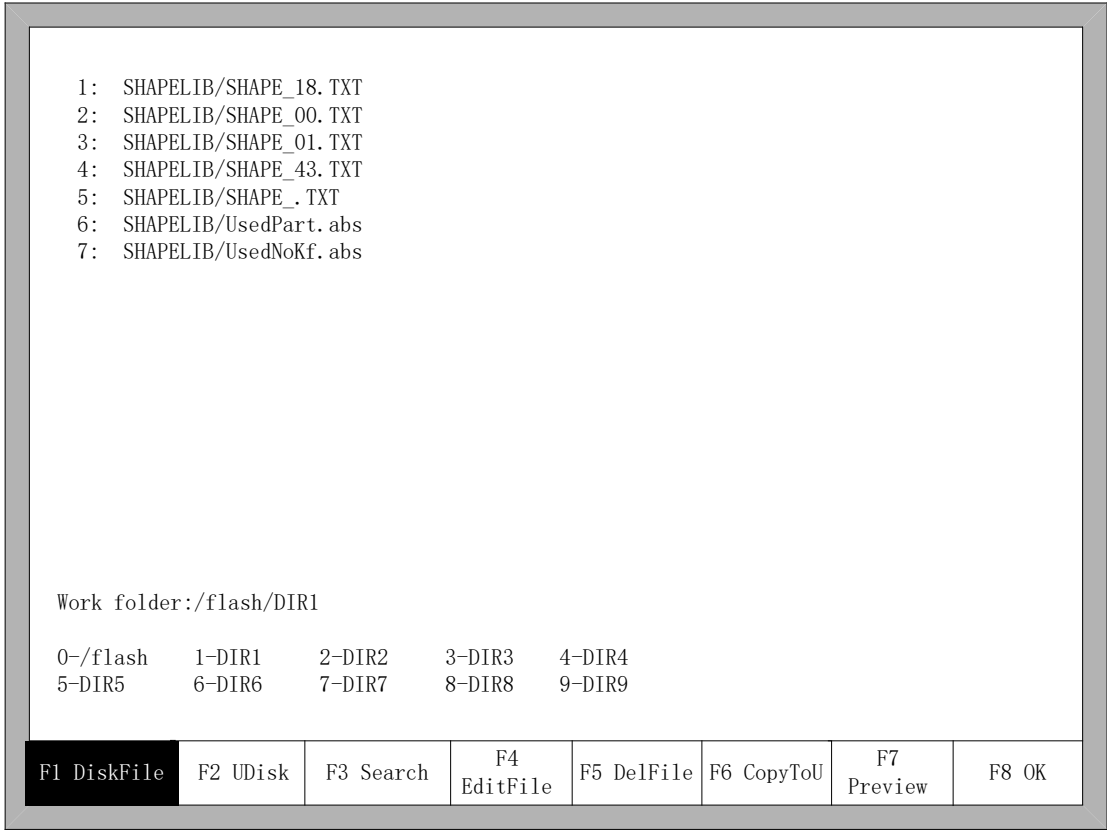 1: SHAPELIB/SHAPE_18.TXT
2: SHAPELIB/SHAPE_00.TXT
3: SHAPELIB/SHAPE_01.TXT
4: SHAPELIB/SHAPE_43.TXT
5: SHAPELIB/SHAPE_.TXT
6: SHAPELIB/UsedPart.abs
7: SHAPELIB/UsedNoKf.abs
Work folder:/flash/DIR1
0-/flash 1-DIR1 2-DIR2 3-DIR3 4-DIR4
5-DIR5 6-DIR6 7-DIR7 8-DIR8 9-DIR9
F1 DiskFile
F2 UDisk
F3 Search
F4
EditFile
F5 DelFile
F6 CopyToU
F7
Preview
F8 OK